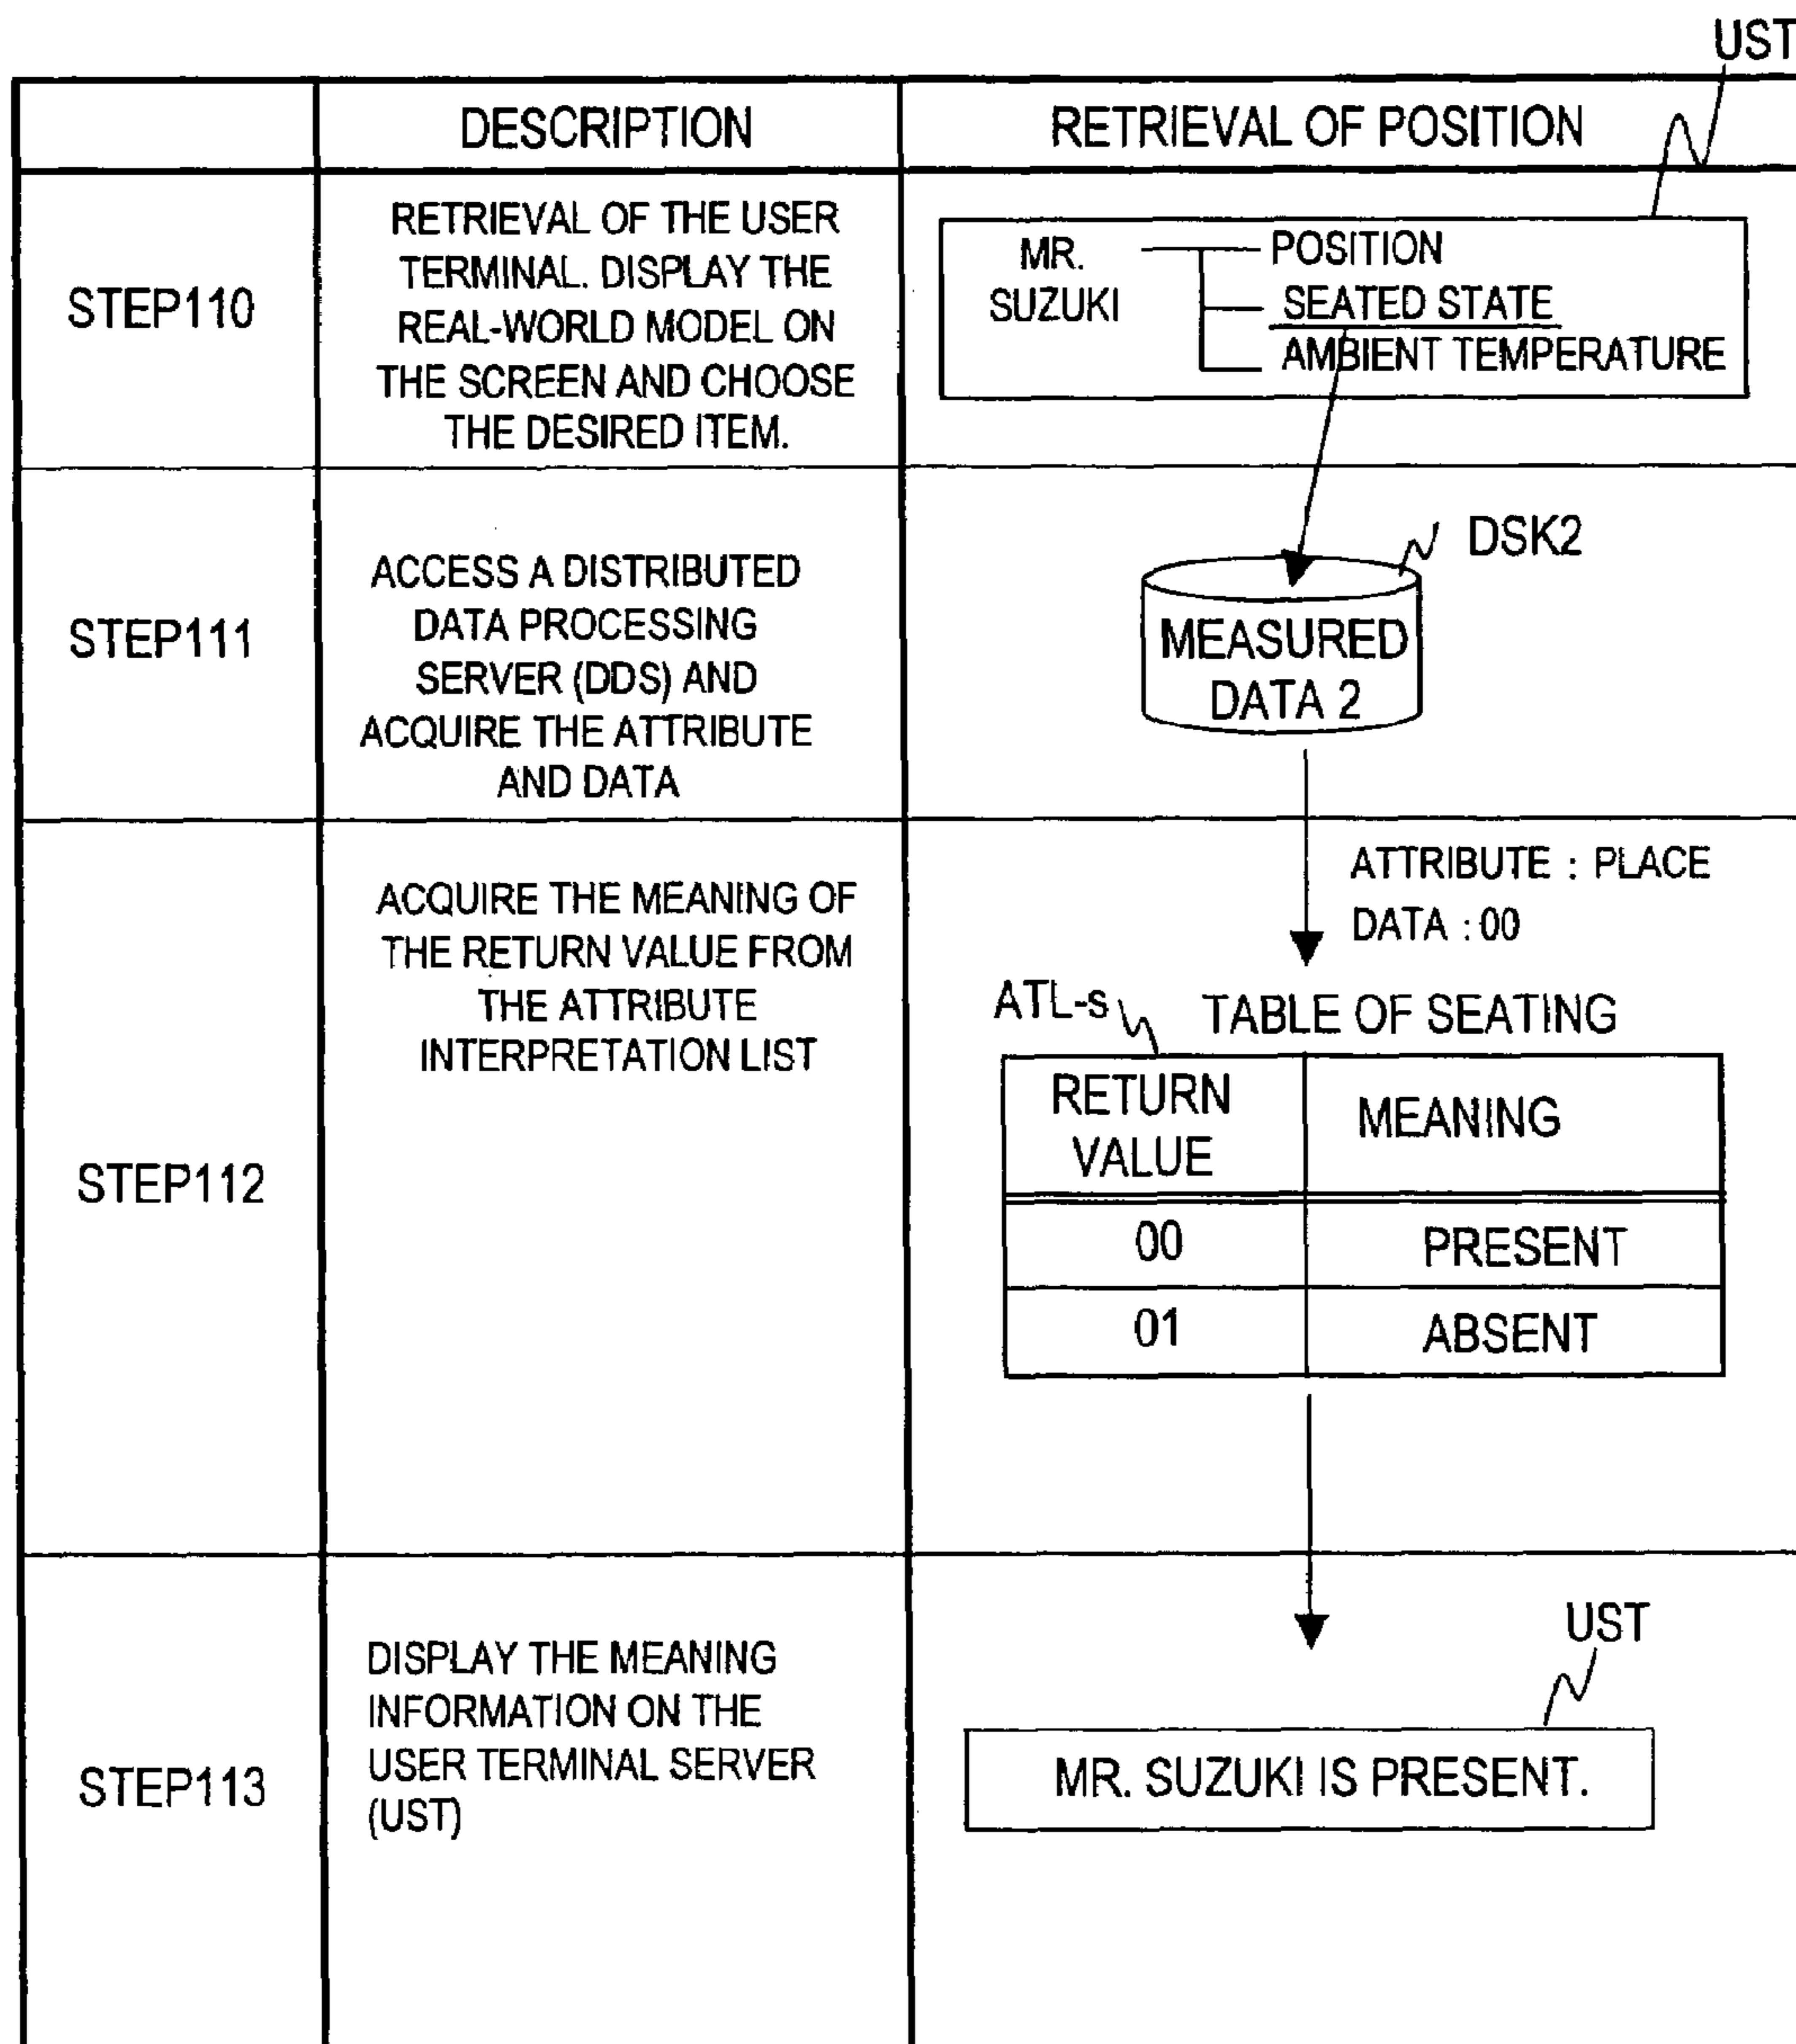 UST
DESCRIPTION
RETRIEVAL OF POSITION
STEP110
RETRIEVAL OF THE USER
TERMINAL. DISPLAY THE
REAL-WORLD MODEL ON
THE SCREEN AND CHOOSE
THE DESIRED ITEM.
MR.
SUZUKI
POSITION
SEATED STATE
AMBIENT TEMPERATURE
STEP111
ACCESS A DISTRIBUTED
DATA PROCESSING
SERVER (DDS) AND
ACQUIRE THE ATTRIBUTE
AND DATA
DSK2
MEASURED
DATA 2
STEP112
ACQUIRE THE MEANING OF
THE RETURN VALUE FROM
THE ATTRIBUTE
INTERPRETATION LIST
ATTRIBUTE : PLACE
DATA : 00
ATL-s
TABLE OF SEATING
RETURN
VALUE
MEANING
00
PRESENT
01
ABSENT
STEP113
DISPLAY THE MEANING
INFORMATION ON THE
USER TERMINAL SERVER
(UST)
UST
MR. SUZUKI IS PRESENT.